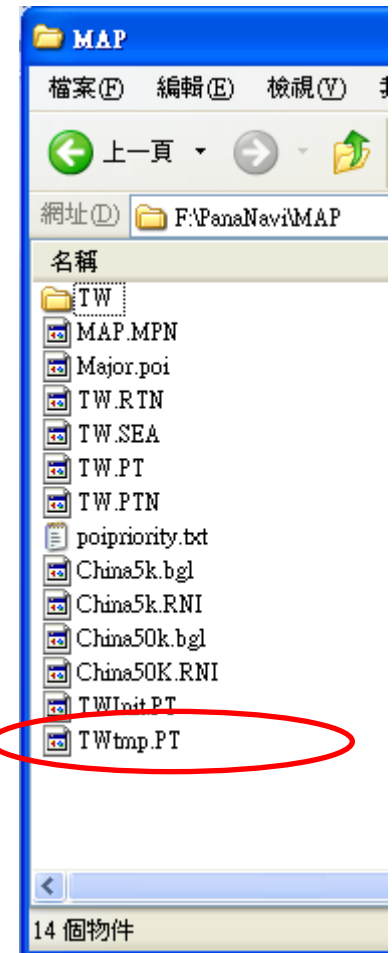 MAP
檔案(F) 編輯(E) 檢視(V)
上一頁
網址(D) F:\PanaNavi\MAP
名稱
TW
MAP.MPN
Major.poi
TW.RTN
TW.SEA
TW.PT
TW.PTN
poipriority.txt
China5k.bgl
China5k.RNI
China50k.bgl
China50K.RNI
TWInit.PT
TWtmp.PT
14 個物件